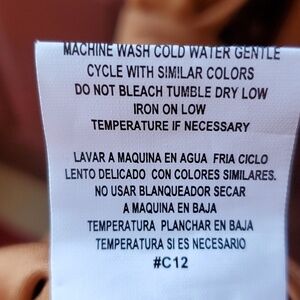 MACHINE WASH COLD WATER GENTLE
CYCLE WITH SIMILAR COLORS
DO NOT BLEACH TUMBLE DRY LOW
IRON ON LOW
TEMPERATURE IF NECESSARY
LAVAR A MAQUINA EN AGUA FRIA CICLO
LENTO DELICADO CON COLORES SIMILARES.
NO USAR BLANQUEADOR SECAR
A MAQUINA EN BAJA
TEMPERATURA PLANCHAR EN BAJA
TEMPERATURA SI ES NECESARIO
#C12